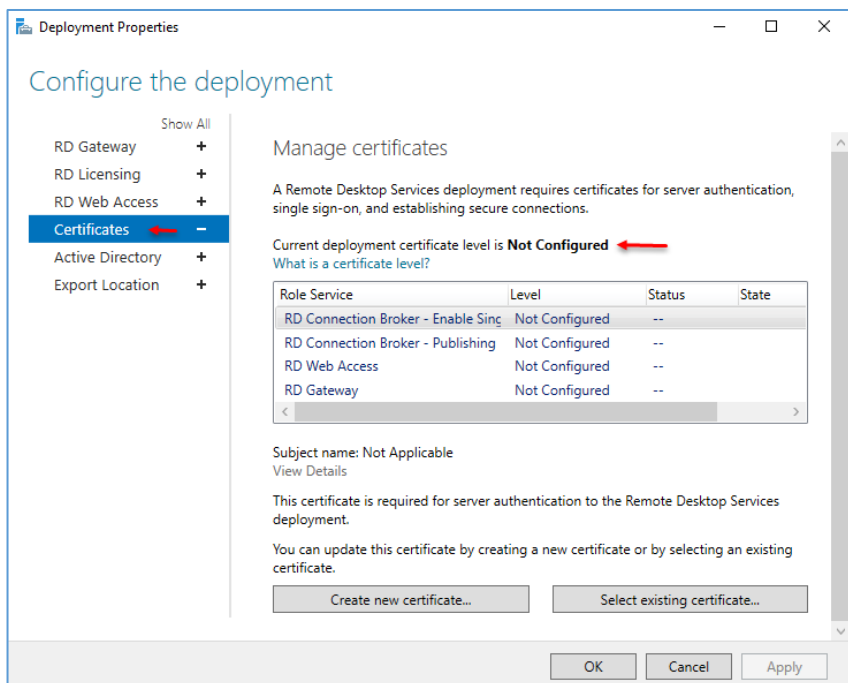 Deployment Properties
Configure the deployment
Show All
RD Gateway +
RD Licensing +
RD Web Access +
Certificates –
Active Directory +
Export Location +
Manage certificates
A Remote Desktop Services deployment requires certificates for server authentication,
single sign-on, and establishing secure connections.
Current deployment certificate level is Not Configured
What is a certificate level?
Role Service Level Status State
RD Connection Broker - Enable Sing Not Configured --
RD Connection Broker - Publishing Not Configured --
RD Web Access Not Configured --
RD Gateway Not Configured --
Subject name: Not Applicable
View Details
This certificate is required for server authentication to the Remote Desktop Services
deployment.
You can update this certificate by creating a new certificate or by selecting an existing
certificate.
Create new certificate... Select existing certificate...
OK Cancel Apply